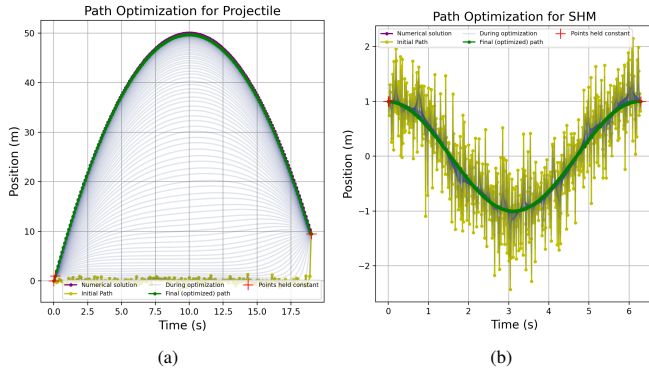 Path Optimization for Projectile
50
40
30
20
10
0
Position (m)
Numerical solution
Initial Path
During optimization
Final (optimized) path
Points held constant
0.0 2.5 5.0 7.5 10.0 12.5 15.0 17.5
Time (s)
(a)
Path Optimization for SHM
Numerical solution
Initial Path
During optimization
Final (optimized) path
Points held constant
2
1
0
−1
−2
Position (m)
0 1 2 3 4 5 6
Time (s)
(b)